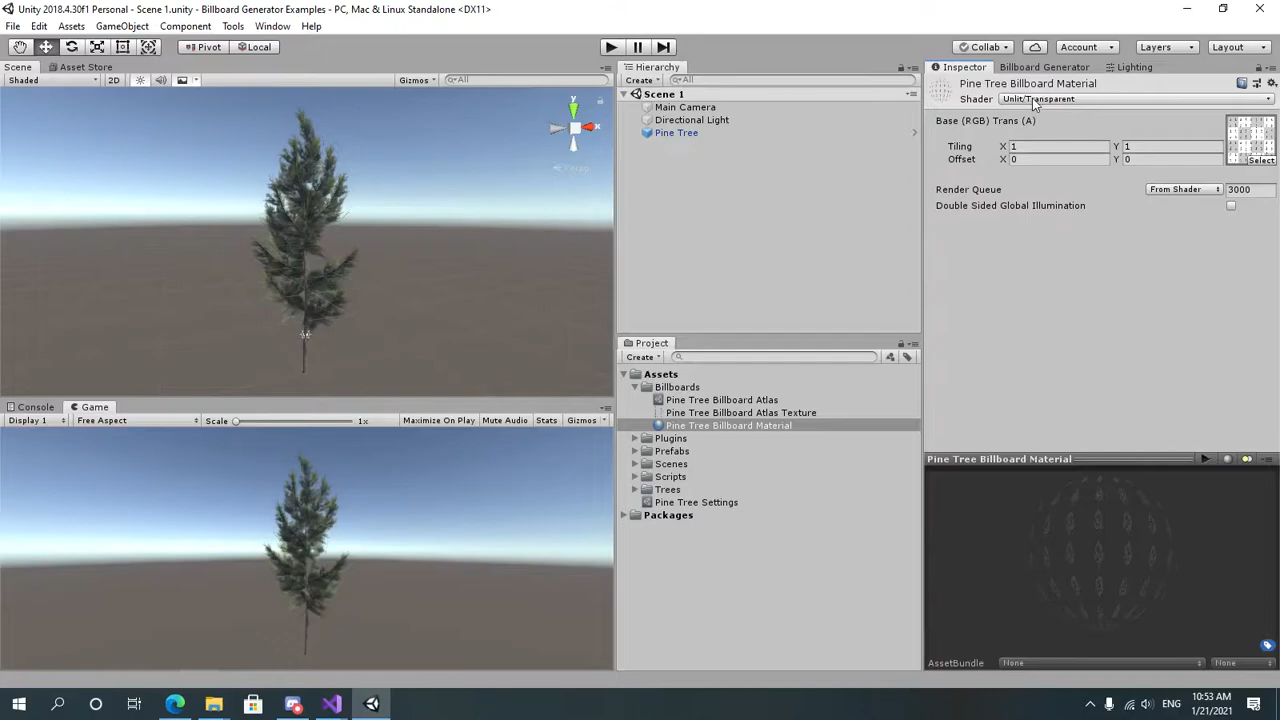 Unity 2018.4.30f1 Personal - Scene 1.unity - Billboard Generator Examples - PC, Mac & Linux Standalone <DX11>
File Edit Assets GameObject Component Tools Window Help
Pivot Local Collab Account Layers Layout
Scene Asset Store
Shaded 2D Gizmos All
Hierarchy
Create All
Scene 1
Main Camera
Directional Light
Pine Tree
Inspector Billboard Generator Lighting
Pine Tree Billboard Material
Shader Unlit/Transparent
Base (RGB) Trans (A)
Tiling X 1 Y 1
Offset X 0 Y 0
Select
Render Queue From Shader 3000
Double Sided Global Illumination
Project
Create
Assets
Billboards
Pine Tree Billboard Atlas
Pine Tree Billboard Atlas Texture
Pine Tree Billboard Material
Plugins
Prefabs
Scenes
Scripts
Trees
Pine Tree Settings
Packages
y
x
Console Game
Display 1 Free Aspect Scale 1x Maximize On Play Mute Audio Stats Gizmos
Pine Tree Billboard Material
AssetBundle None None
10:53 AM
1/21/2021